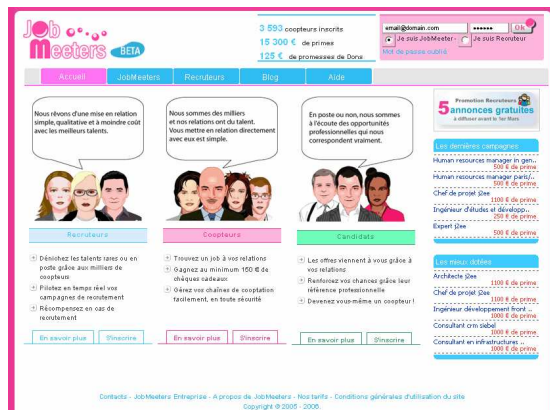 Job Meeters BETA
3 593 coopteurs inscrits
15 300 € de primes
125 € de promesses de Dons
email@domain.com •••••• Ok
Je suis JobMeeter - Je suis Recruteur
Mot de passe oublié
Accueil JobMeeters Recruteurs Blog Aide
Nous rêvons d'une mise en relation
simple, qualitative et à moindre coût
avec les meilleurs talents.
Recruteurs
Dénichez les talents rares ou en
poste grâce aux milliers de
coopteurs
Pilotez en temps réel vos
campagnes de recrutement
Récompensez en cas de
recrutement
En savoir plus S'inscrire
Nous sommes des milliers
et nos relations ont du talent.
Vous mettre en relation directement
avec eux est simple.
Coopteurs
Trouvez un job à vos relations
Gagnez au minimum 150 € de
chèques cadeaux
Gérez vos chaînes de cooptation
facilement, en toute sécurité
En savoir plus S'inscrire
En poste ou non, nous sommes
à l'écoute des opportunités
professionnelles qui nous
correspondent vraiment.
Candidats
Les offres viennent à vous grâce à
vos relations
Renforcez vos chances grâce leur
référence professionnelle
Devenez vous-même un coopteur !
En savoir plus S'inscrire
Promotion Recruteurs
5 annonces gratuites
à diffuser avant le 1er Mars
Les dernières campagnes
Human resources manager in gen..
500 € de prime
Human resources manager paris/..
500 € de prime
Chef de projet j2ee
1100 € de prime
Ingénieur d'études et développ..
250 € de prime
Expert j2ee
500 € de prime
Les mieux dotées
Architecte j2ee
1100 € de prime
Chef de projet j2ee
1100 € de prime
Ingénieur développement front ..
1000 € de prime
Consultant crm siebel
1000 € de prime
Consultant en infrastructures ..
1000 € de prime
Contacts - JobMeeters Entreprise - A propos de JobMeeters - Nos tarifs - Conditions générales d'utilisation du site
Copyright © 2005 - 2006.